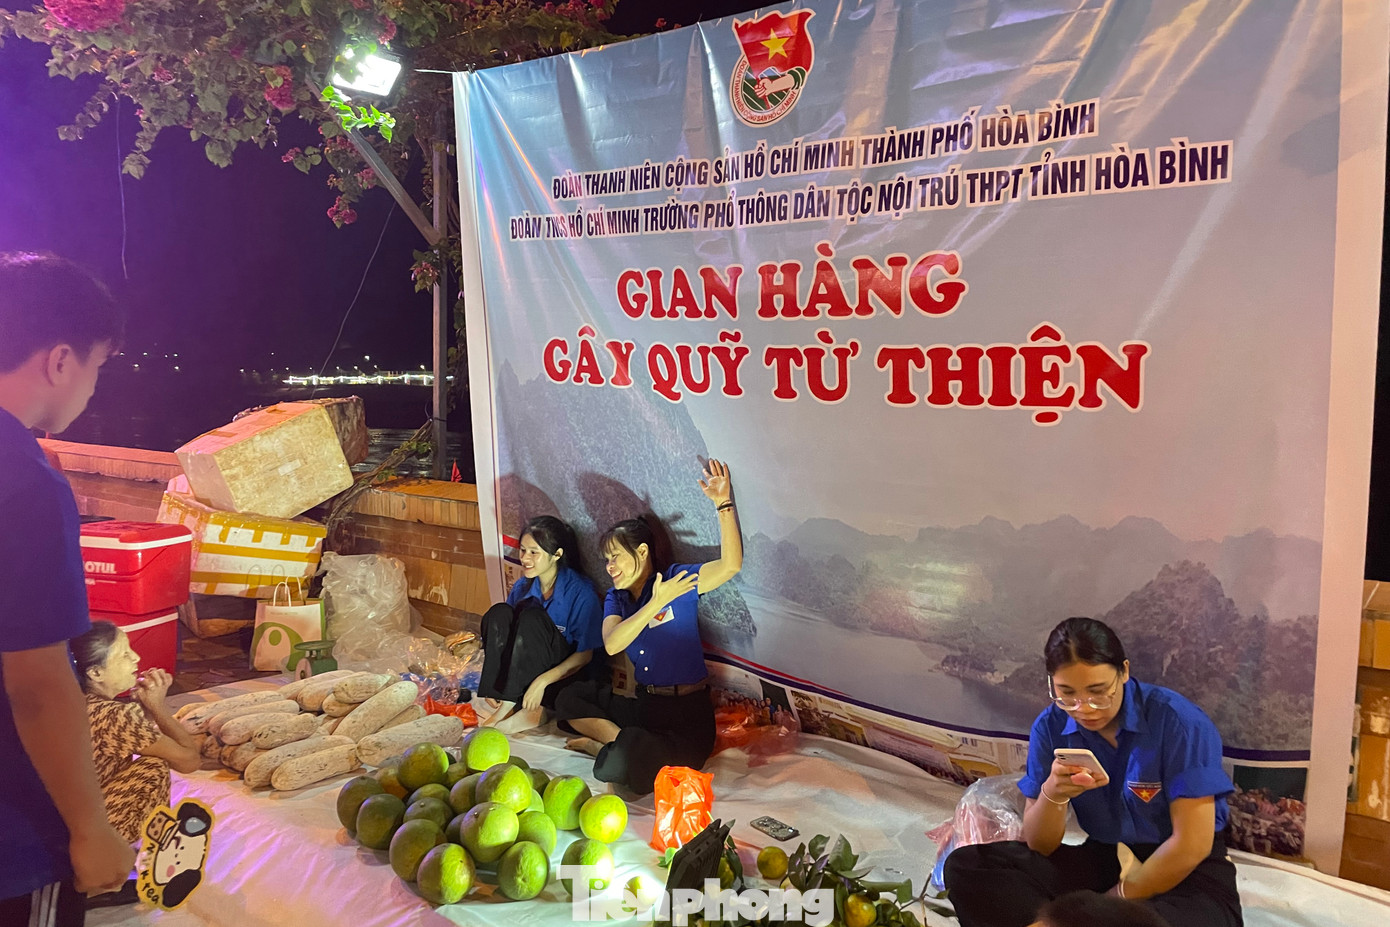 ĐOÀN THANH NIÊN CỘNG SẢN HỒ CHÍ MINH THÀNH PHỐ HÒA BÌNH
ĐOÀN TNCS HỒ CHÍ MINH TRƯỜNG PHỔ THÔNG DÂN TỘC NỘI TRÚ THPT TỈNH HÒA BÌNH
GIAN HÀNG
GÂY QUỸ TỪ THIỆN
OTUL
Tienphong